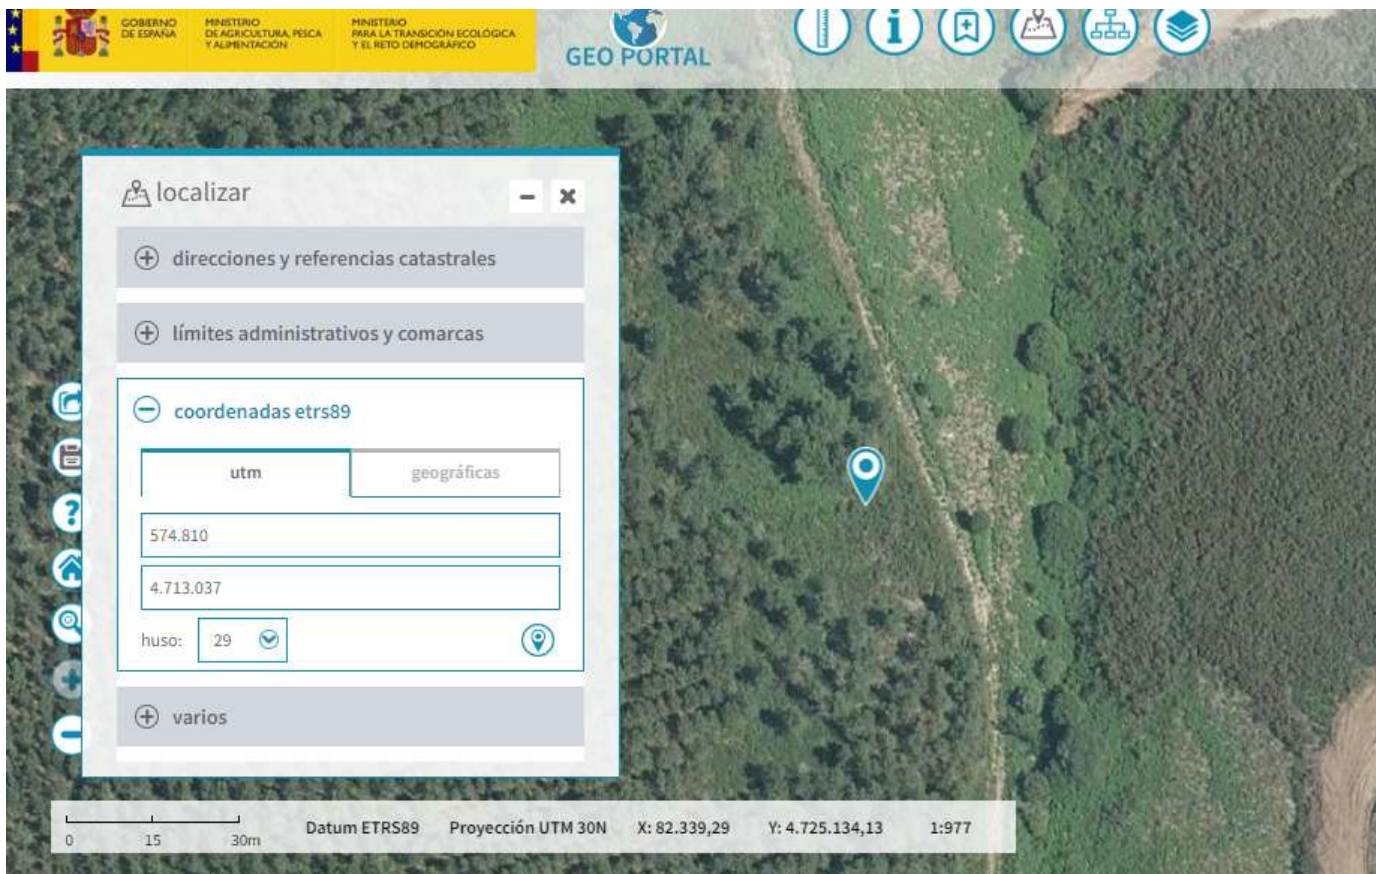 GOBIERNO
DE ESPAÑA
MINISTERIO
DE AGRICULTURA, PESCA
Y ALIMENTACIÓN
MINISTERIO
PARA LA TRANSICIÓN ECOLÓGICA
Y EL RETO DEMOGRÁFICO
GEO PORTAL
localizar
direcciones y referencias catastrales
límites administrativos y comarcas
coordenadas etrs89
utm
geográficas
574.810
4.713.037
huso: 29
varios
0 15 30m
Datum ETRS89 Proyección UTM 30N X: 82.339,29 Y: 4.725.134,13 1:977